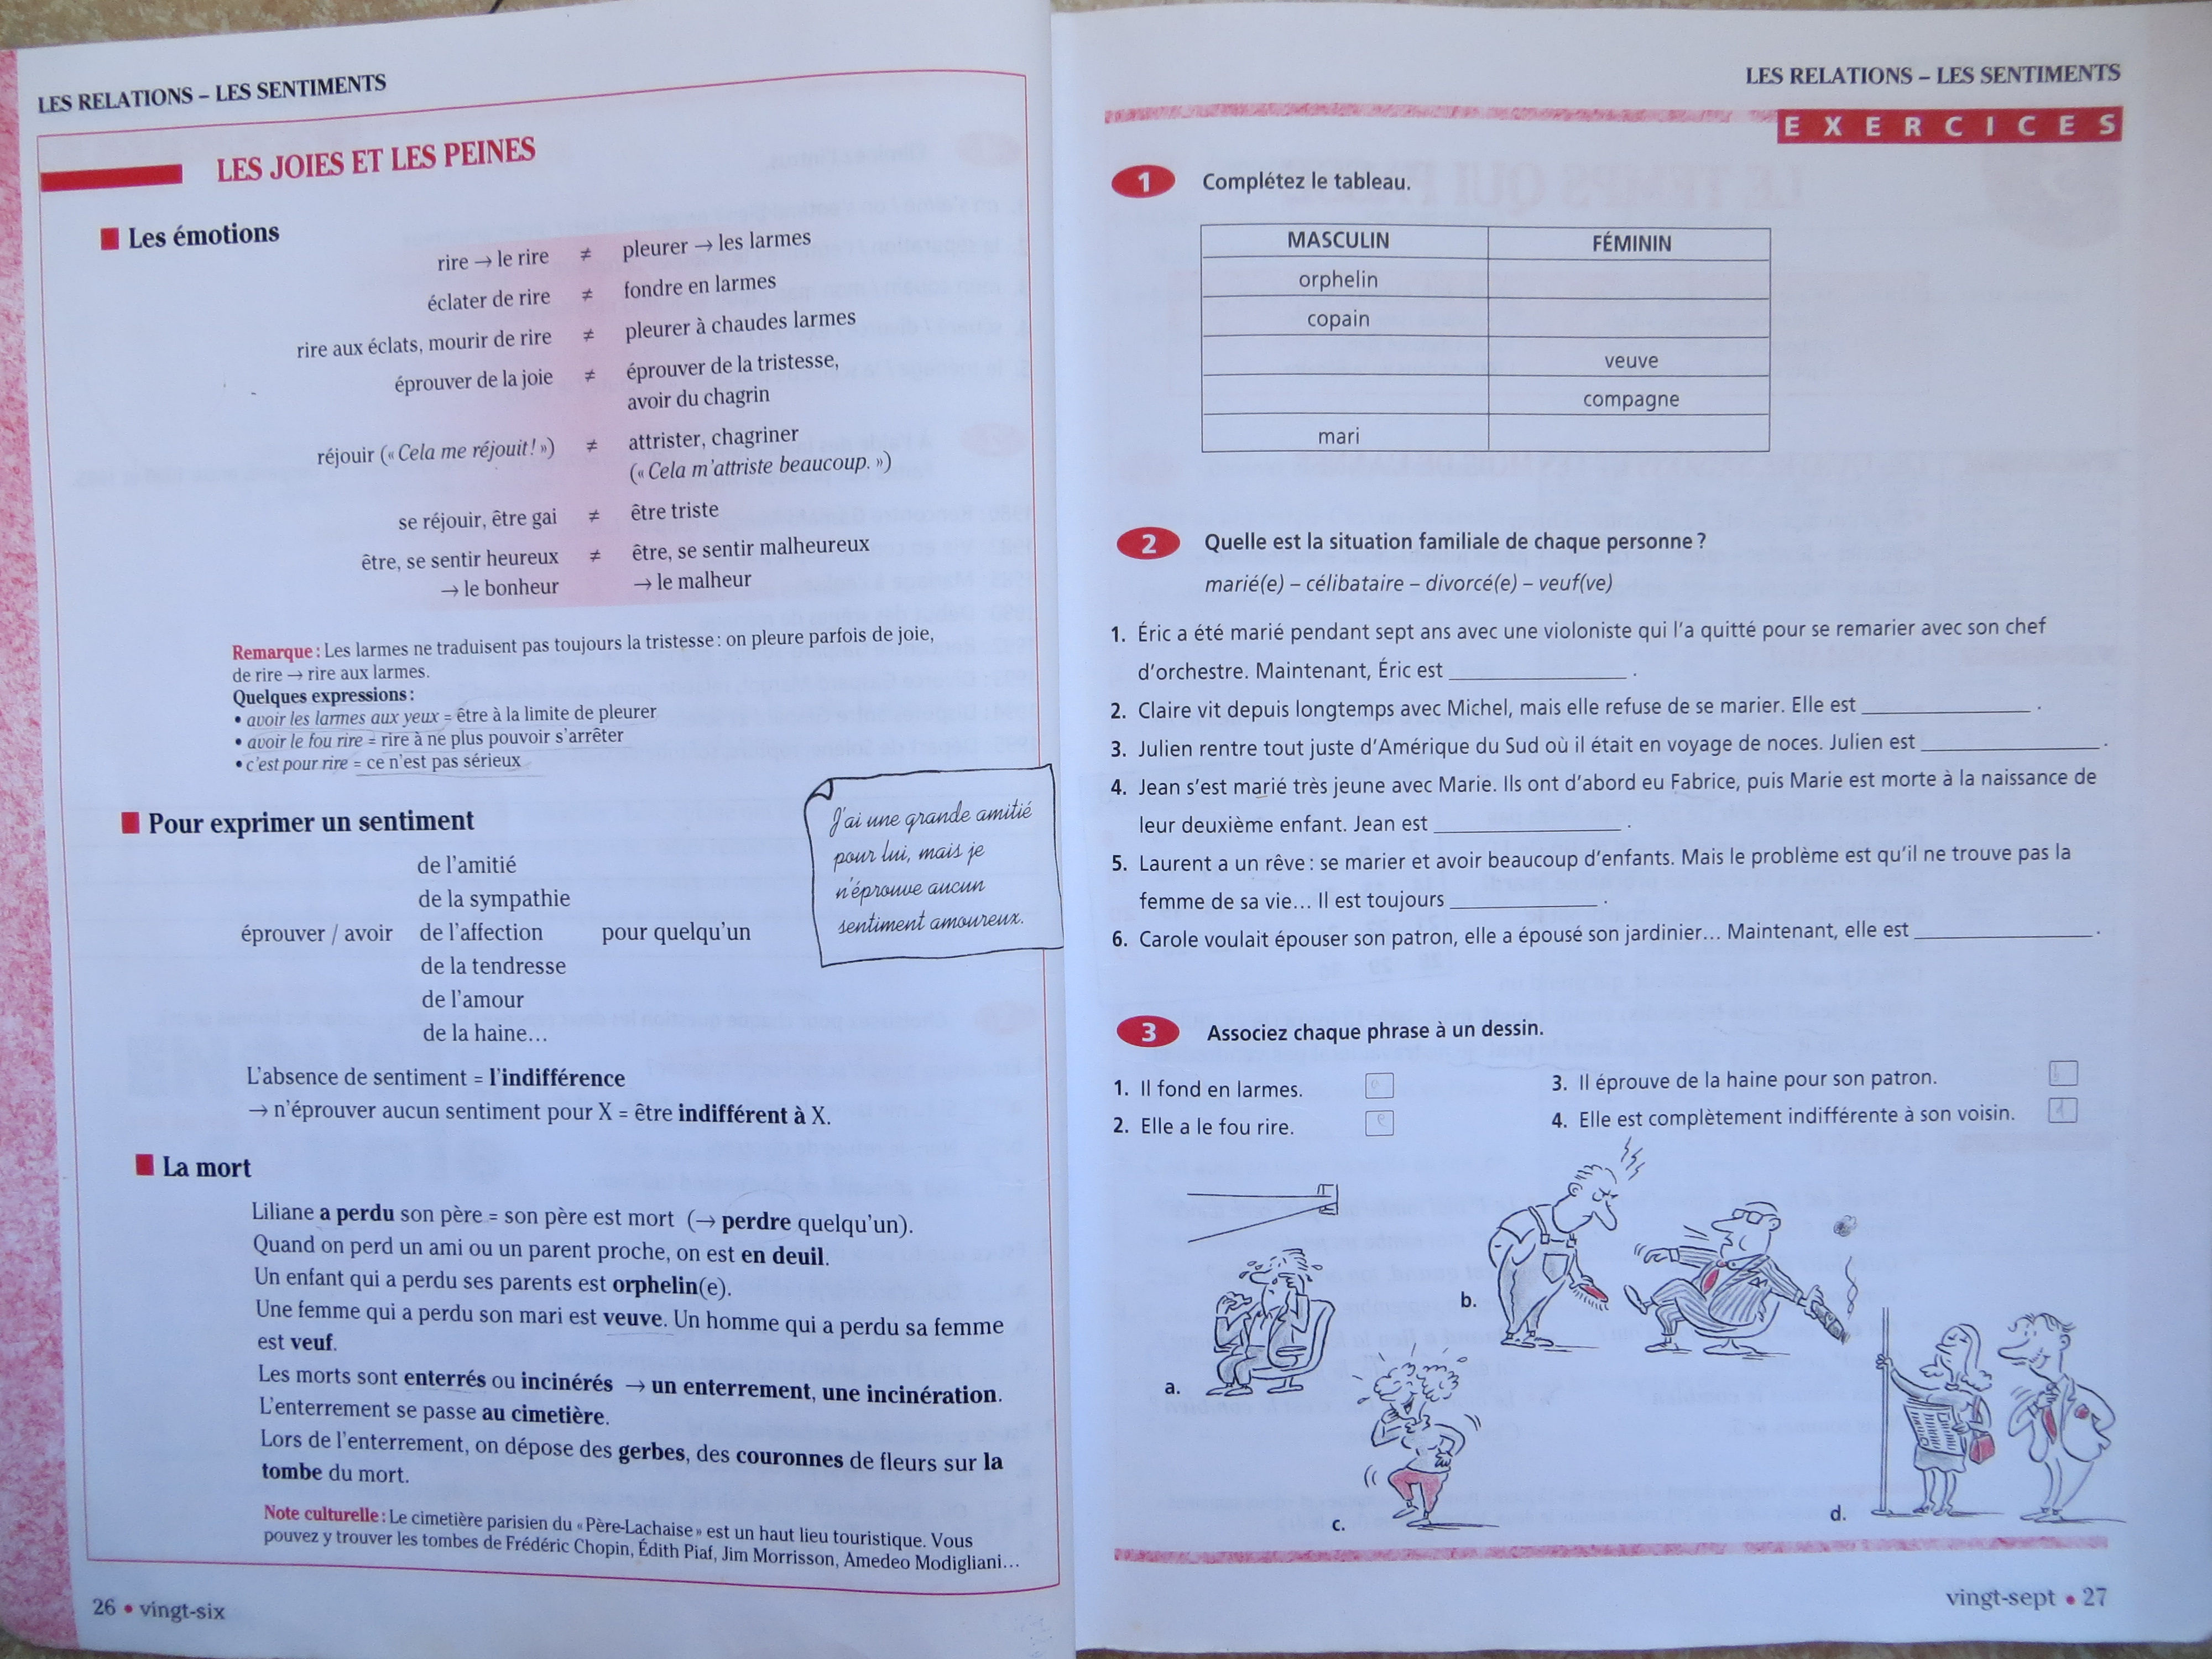 LES RELATIONS – LES SENTIMENTS
LES JOIES ET LES PEINES
Les émotions
rire → le rire ≠ pleurer → les larmes
éclater de rire ≠ fondre en larmes
rire aux éclats, mourir de rire ≠ pleurer à chaudes larmes
éprouver de la joie ≠ éprouver de la tristesse,
avoir du chagrin
réjouir (« Cela me réjouit ! ») ≠ attrister, chagriner
(« Cela m'attriste beaucoup. »)
se réjouir, être gai ≠ être triste
être, se sentir heureux ≠ être, se sentir malheureux
→ le bonheur → le malheur
Remarque : Les larmes ne traduisent pas toujours la tristesse : on pleure parfois de joie,
de rire → rire aux larmes.
Quelques expressions :
• avoir les larmes aux yeux = être à la limite de pleurer
• avoir le fou rire = rire à ne plus pouvoir s'arrêter
• c'est pour rire = ce n'est pas sérieux
Pour exprimer un sentiment
de l'amitié
de la sympathie
éprouver / avoir de l'affection pour quelqu'un
de la tendresse
de l'amour
de la haine…
J'ai une grande amitié
pour lui, mais je
n'éprouve aucun
sentiment amoureux.
L'absence de sentiment = l'indifférence
→ n'éprouver aucun sentiment pour X = être indifférent à X.
La mort
Liliane a perdu son père = son père est mort (→ perdre quelqu'un).
Quand on perd un ami ou un parent proche, on est en deuil.
Un enfant qui a perdu ses parents est orphelin(e).
Une femme qui a perdu son mari est veuve. Un homme qui a perdu sa femme
est veuf.
Les morts sont enterrés ou incinérés → un enterrement, une incinération.
L'enterrement se passe au cimetière.
Lors de l'enterrement, on dépose des gerbes, des couronnes de fleurs sur la
tombe du mort.
Note culturelle : Le cimetière parisien du « Père-Lachaise » est un haut lieu touristique. Vous
pouvez y trouver les tombes de Frédéric Chopin, Édith Piaf, Jim Morrisson, Amedeo Modigliani…
26 • vingt-six
LES RELATIONS – LES SENTIMENTS
EXERCICES
1 Complétez le tableau.
MASCULIN FÉMININ
orphelin
copain
veuve
compagne
mari
2 Quelle est la situation familiale de chaque personne ?
marié(e) – célibataire – divorcé(e) – veuf(ve)
1. Éric a été marié pendant sept ans avec une violoniste qui l'a quitté pour se remarier avec son chef
d'orchestre. Maintenant, Éric est ______ .
2. Claire vit depuis longtemps avec Michel, mais elle refuse de se marier. Elle est ______ .
3. Julien rentre tout juste d'Amérique du Sud où il était en voyage de noces. Julien est ______ .
4. Jean s'est marié très jeune avec Marie. Ils ont d'abord eu Fabrice, puis Marie est morte à la naissance de
leur deuxième enfant. Jean est ______ .
5. Laurent a un rêve : se marier et avoir beaucoup d'enfants. Mais le problème est qu'il ne trouve pas la
femme de sa vie… Il est toujours ______ .
6. Carole voulait épouser son patron, elle a épousé son jardinier… Maintenant, elle est ______ .
3 Associez chaque phrase à un dessin.
1. Il fond en larmes.
2. Elle a le fou rire.
3. Il éprouve de la haine pour son patron.
4. Elle est complètement indifférente à son voisin. d
a.
b.
c.
d.
vingt-sept • 27